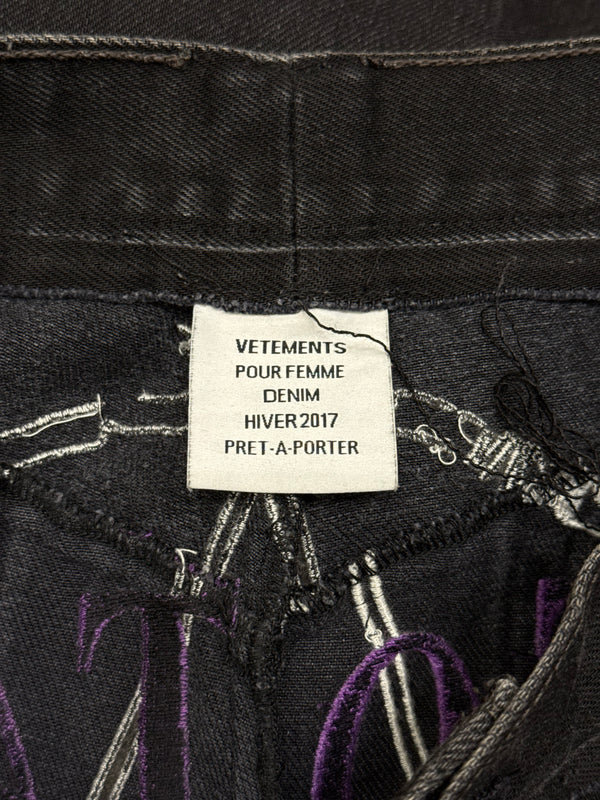 VETEMENTS
POUR FEMME
DENIM
HIVER 2017
PRET-A-PORTER